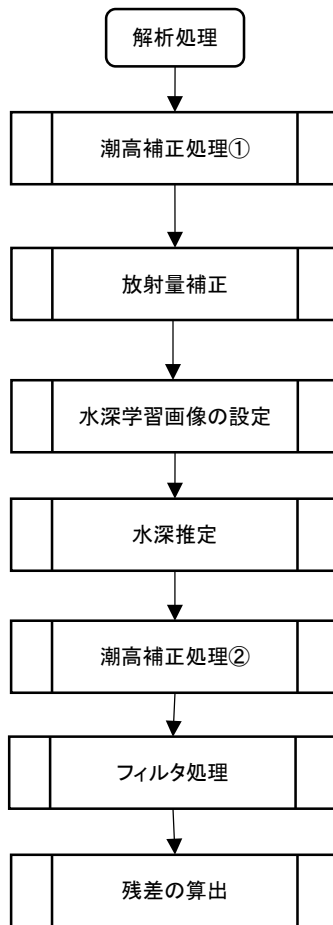 解析処理
潮高補正処理①
放射量補正
水深学習画像の設定
水深推定
潮高補正処理②
フィルタ処理
残差の算出